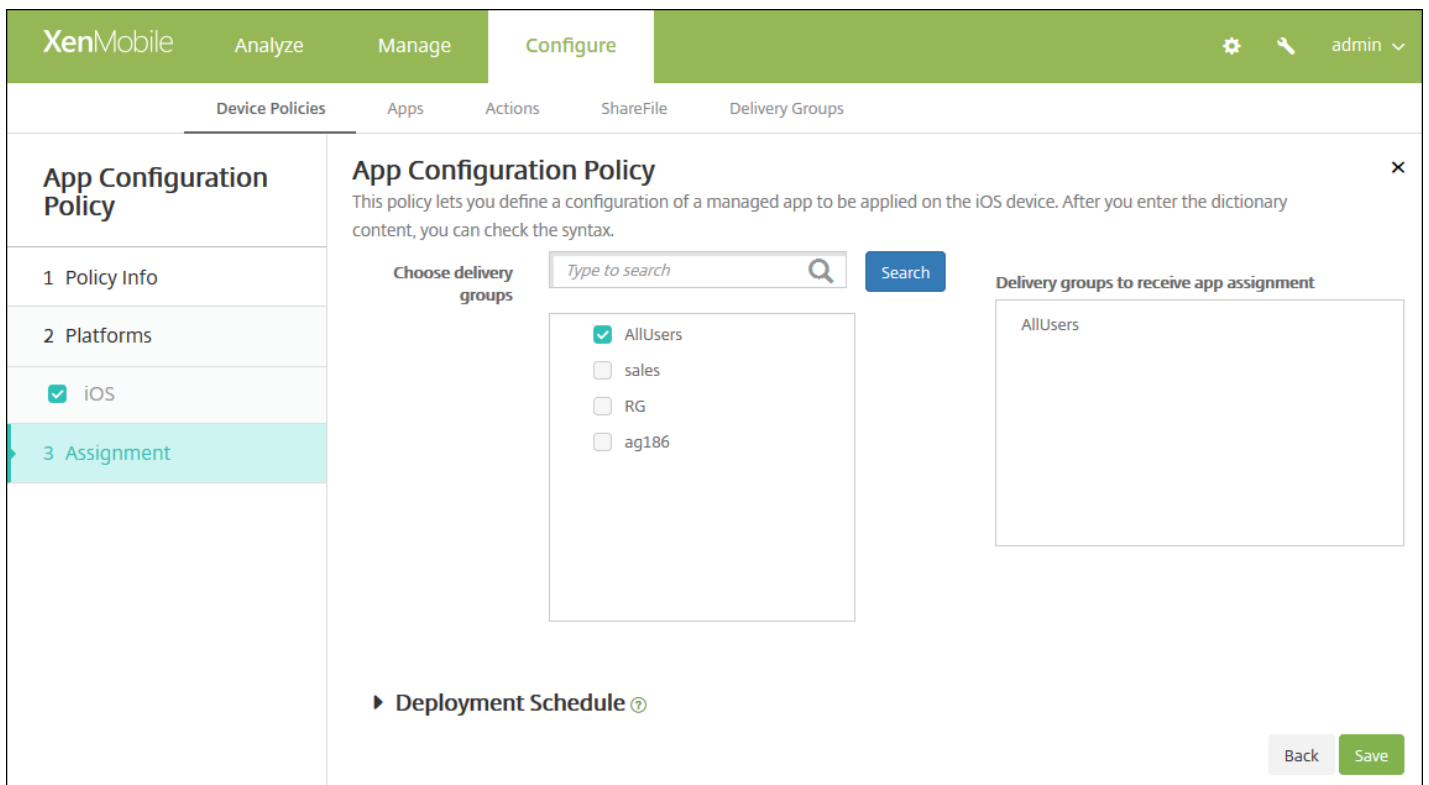 XenMobile Analyze Manage Configure admin
Device Policies Apps Actions ShareFile Delivery Groups
App Configuration
Policy
1 Policy Info
2 Platforms
iOS
3 Assignment
App Configuration Policy
This policy lets you define a configuration of a managed app to be applied on the iOS device. After you enter the dictionary
content, you can check the syntax.
Choose delivery
groups
Type to search
Search
AllUsers
sales
RG
ag186
Delivery groups to receive app assignment
AllUsers
Deployment Schedule ?
Back Save